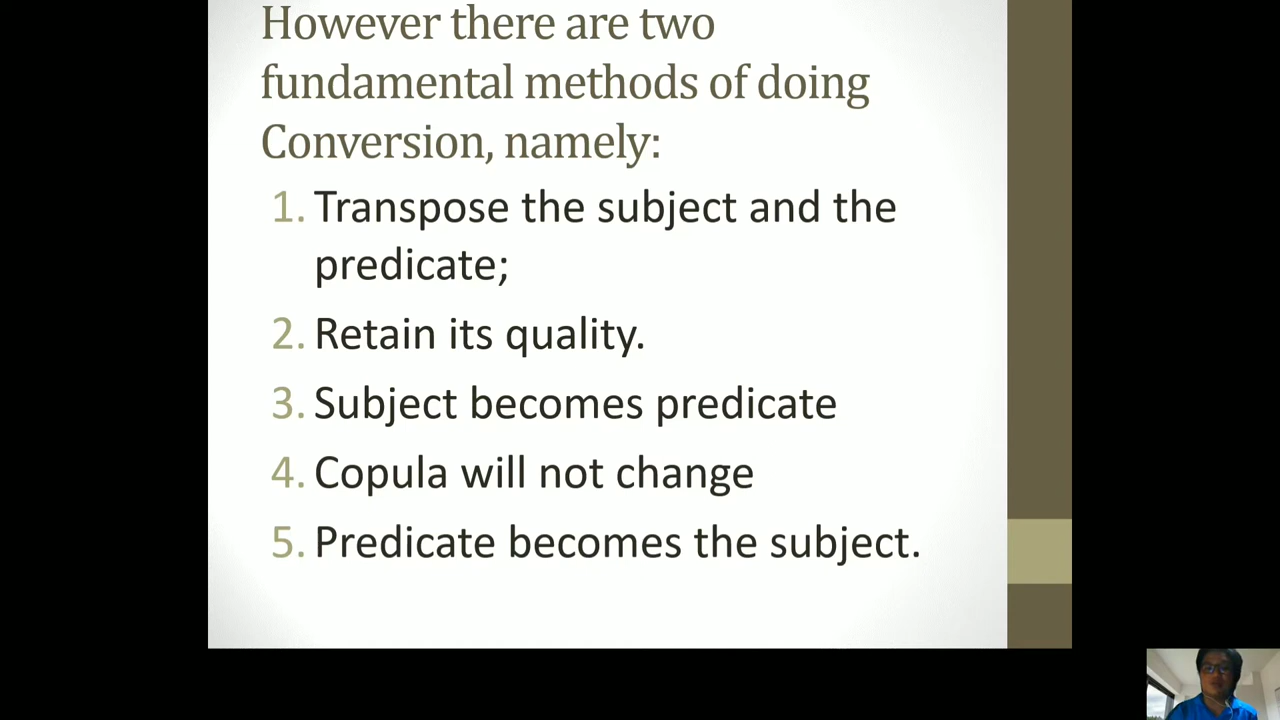 However there are two
fundamental methods of doing
Conversion, namely:
1. Transpose the subject and the
predicate;
2. Retain its quality.
3. Subject becomes predicate
4. Copula will not change
5. Predicate becomes the subject.